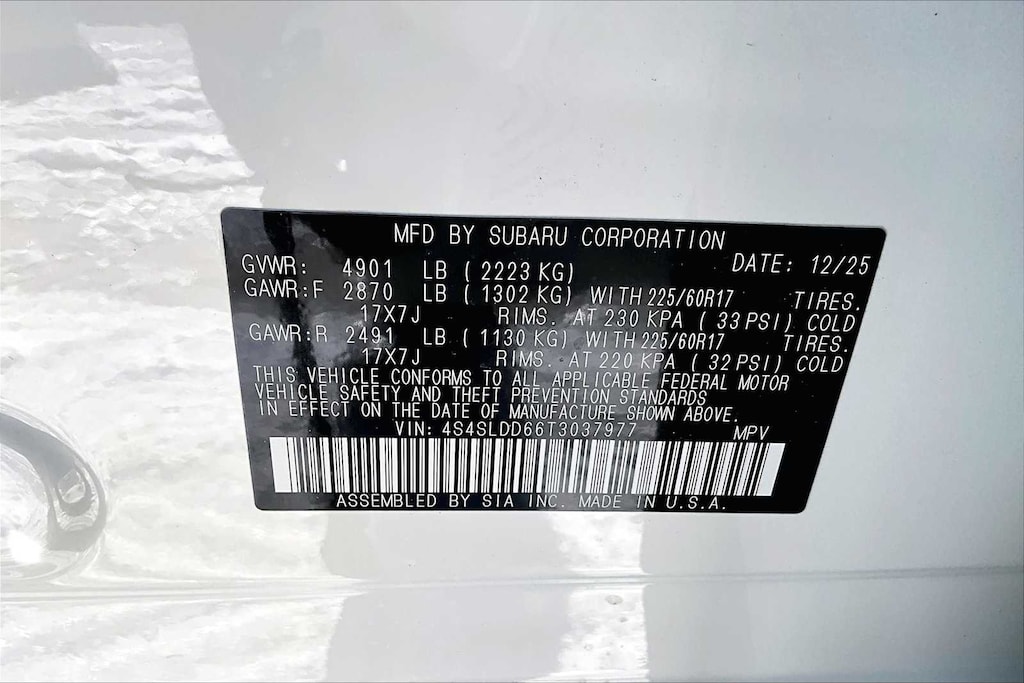 MFD BY SUBARU CORPORATION
DATE: 12/25
GVWR: 4901 LB ( 2223 KG)
GAWR:F 2870 LB ( 1302 KG) WITH 225/60R17 TIRES.
17X7J RIMS. AT 230 KPA ( 33 PSI) COLD
GAWR:R 2491 LB ( 1130 KG) WITH 225/60R17 TIRES.
17X7J RIMS. AT 220 KPA ( 32 PSI) COLD
THIS VEHICLE CONFORMS TO ALL APPLICABLE FEDERAL MOTOR
VEHICLE SAFETY AND THEFT PREVENTION STANDARDS
IN EFFECT ON THE DATE OF MANUFACTURE SHOWN ABOVE.
VIN: 4S4SLDD66T3037977 MPV
ASSEMBLED BY SIA INC. MADE IN U.S.A.